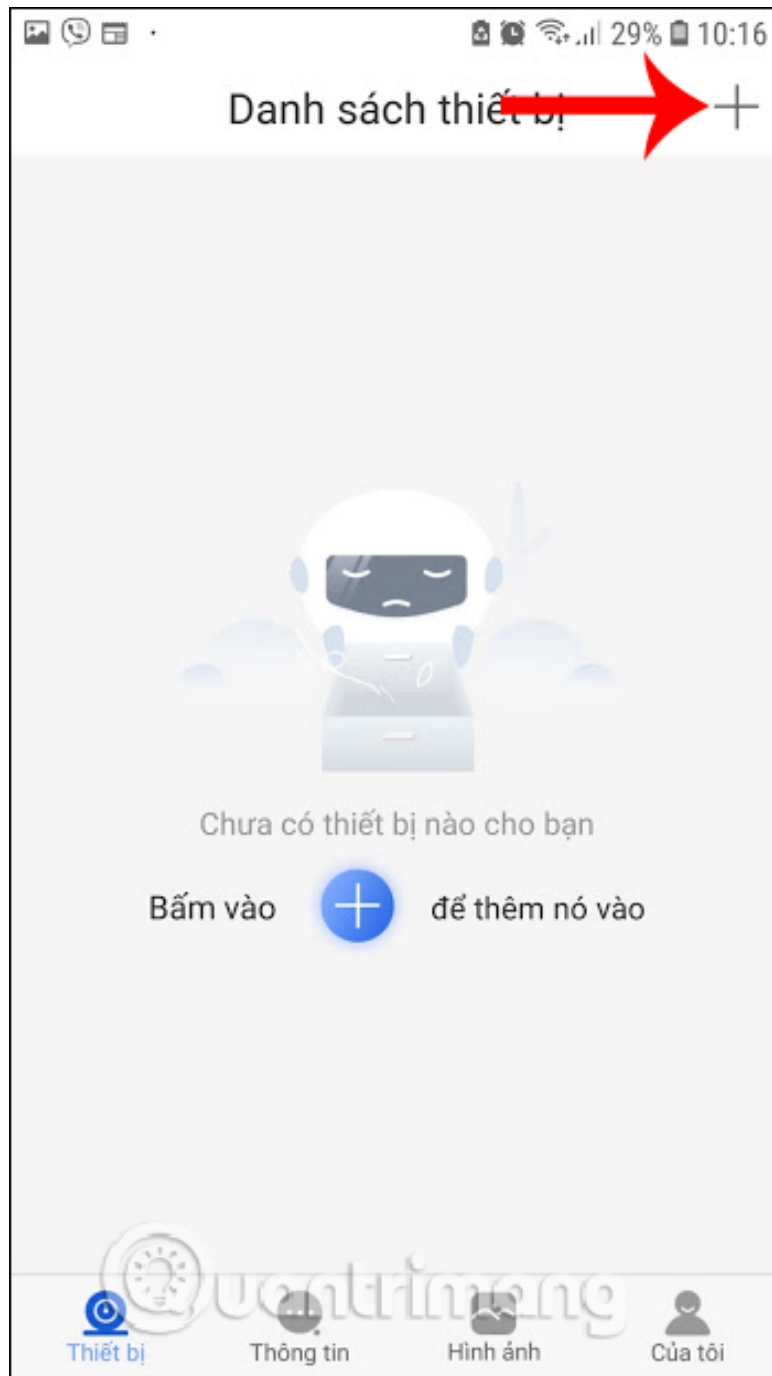 29% 10:16
Danh sách thiết bị
Chưa có thiết bị nào cho bạn
Bấm vào + để thêm nó vào
Quantrimang
Thiết bị Thông tin Hình ảnh Của tôi